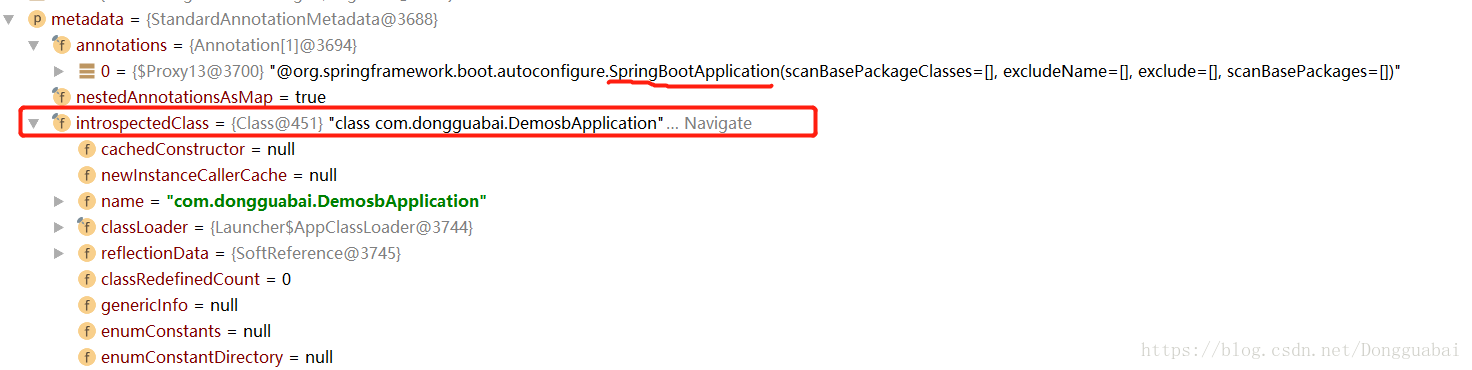 metadata = {StandardAnnotationMetadata@3688}
annotations = {Annotation[1]@3694}
0 = {$Proxy13@3700} "@org.springframework.boot.autoconfigure.SpringBootApplication(scanBasePackageClasses=[], excludeName=[], exclude=[], scanBasePackages=[])"
nestedAnnotationsAsMap = true
introspectedClass = {Class@451} "class com.dongguabai.DemosbApplication"... Navigate
cachedConstructor = null
newInstanceCallerCache = null
name = "com.dongguabai.DemosbApplication"
classLoader = {Launcher$AppClassLoader@3744}
reflectionData = {SoftReference@3745}
classRedefinedCount = 0
genericInfo = null
enumConstants = null
enumConstantDirectory = null
https://blog.csdn.net/Dongguabai